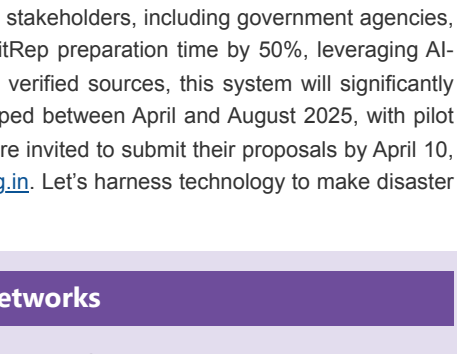 stakeholders, including government agencies,
itRep preparation time by 50%, leveraging AI-
verified sources, this system will significantly
ped between April and August 2025, with pilot
re invited to submit their proposals by April 10,
g.in. Let’s harness technology to make disaster
etworks